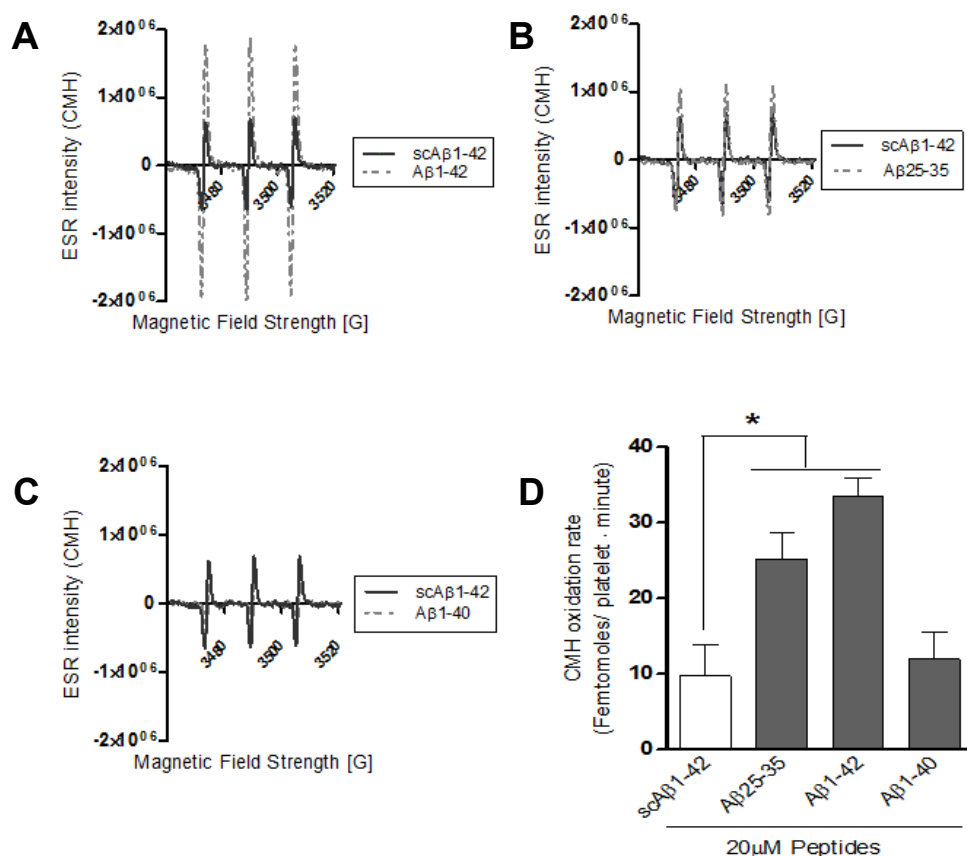 A
ESR intensity (CMH)
2x10⁰⁶
1x10⁰⁶
0
-1x10⁰⁶
-2x10⁰⁶
3480
3500
3520
Magnetic Field Strength [G]
scAβ1-42
Aβ1-42
B
ESR intensity (CMH)
2x10⁰⁶
1x10⁰⁶
0
-1x10⁰⁶
-2x10⁰⁶
3480
3500
3520
Magnetic Field Strength [G]
scAβ1-42
Aβ25-35
C
ESR intensity (CMH)
2x10⁰⁶
1x10⁰⁶
0
-1x10⁰⁶
-2x10⁰⁶
3480
3500
3520
Magnetic Field Strength [G]
scAβ1-42
Aβ1-40
D
CMH oxidation rate
(Femtomoles/ platelet . minute)
40
30
20
10
0
*
scAβ1-42
Aβ25-35
Aβ1-42
Aβ1-40
20µM Peptides